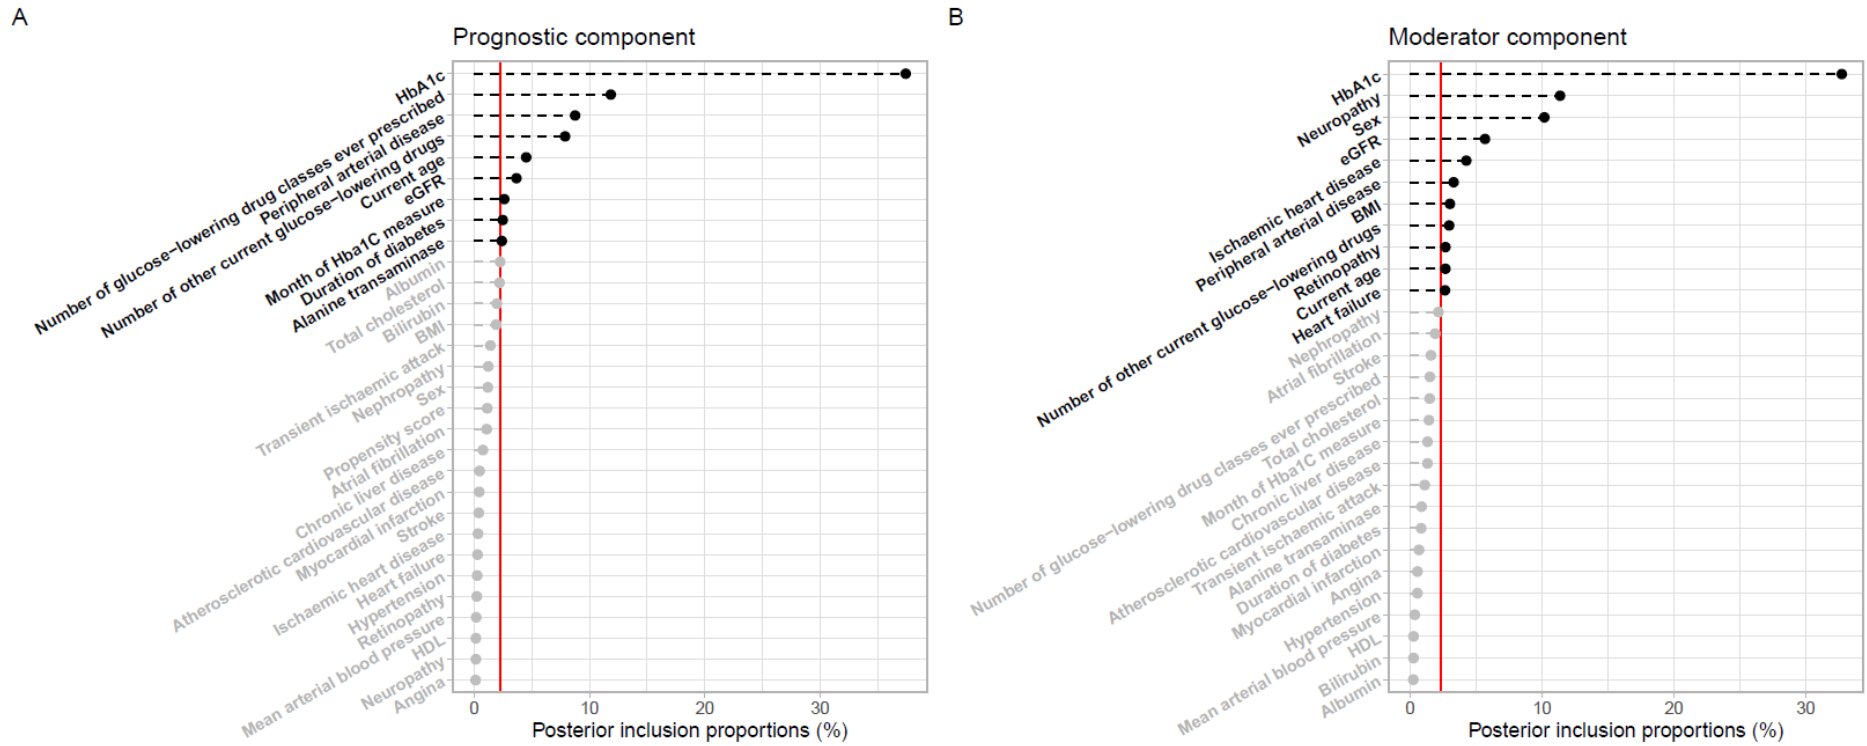 A
Prognostic component
HbA1c
Number of glucose−lowering drug classes ever prescribed
Peripheral arterial disease
Number of other current glucose−lowering drugs
Current age
eGFR
Month of Hba1C measure
Duration of diabetes
Alanine transaminase
Albumin
Total cholesterol
Bilirubin
BMI
Transient ischaemic attack
Nephropathy
Sex
Propensity score
Atrial fibrillation
Chronic liver disease
Atherosclerotic cardiovascular disease
Myocardial infarction
Stroke
Ischaemic heart disease
Heart failure
Hypertension
Retinopathy
Mean arterial blood pressure
HDL
Neuropathy
Angina
0 10 20 30
Posterior inclusion proportions (%)
B
Moderator component
HbA1c
Neuropathy
Sex
eGFR
Ischaemic heart disease
Peripheral arterial disease
BMI
Number of other current glucose−lowering drugs
Retinopathy
Current age
Heart failure
Nephropathy
Atrial fibrillation
Stroke
Number of glucose−lowering drug classes ever prescribed
Total cholesterol
Month of Hba1C measure
Chronic liver disease
Atherosclerotic cardiovascular disease
Transient ischaemic attack
Alanine transaminase
Duration of diabetes
Myocardial infarction
Angina
Hypertension
Mean arterial blood pressure
HDL
Bilirubin
Albumin
0 10 20 30
Posterior inclusion proportions (%)